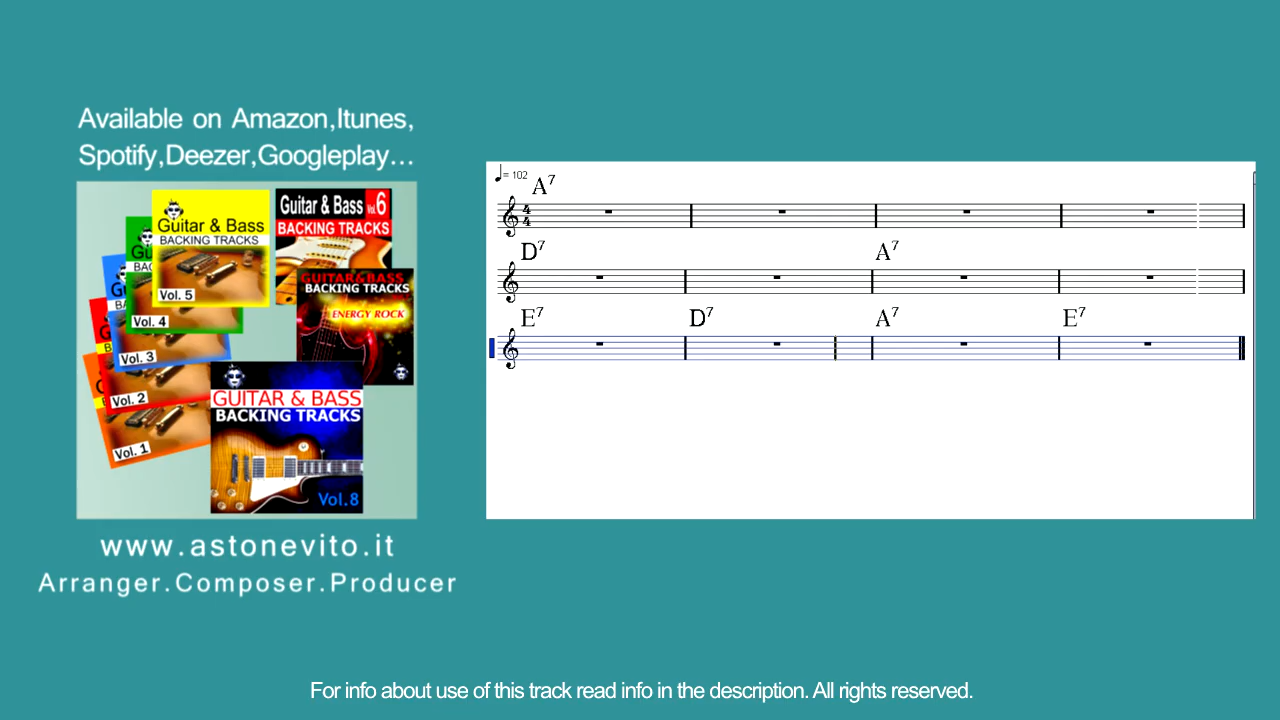 Available on Amazon,Itunes,
Spotify,Deezer,Googleplay...
Guitar & Bass
BACKING TRACKS
Vol. 5
Guitar & Bass Vol. 6
BACKING TRACKS
GUITAR & BASS
BACKING TRACKS
ENERGY ROCK
Vol. 4
Vol. 3
Vol. 2
Vol. 1
GUITAR & BASS
BACKING TRACKS
Vol.8
www.astonevito.it
Arranger.Composer.Producer
= 102
A7
4
4
D7 A7
E7 D7 A7 E7
For info about use of this track read info in the description. All rights reserved.